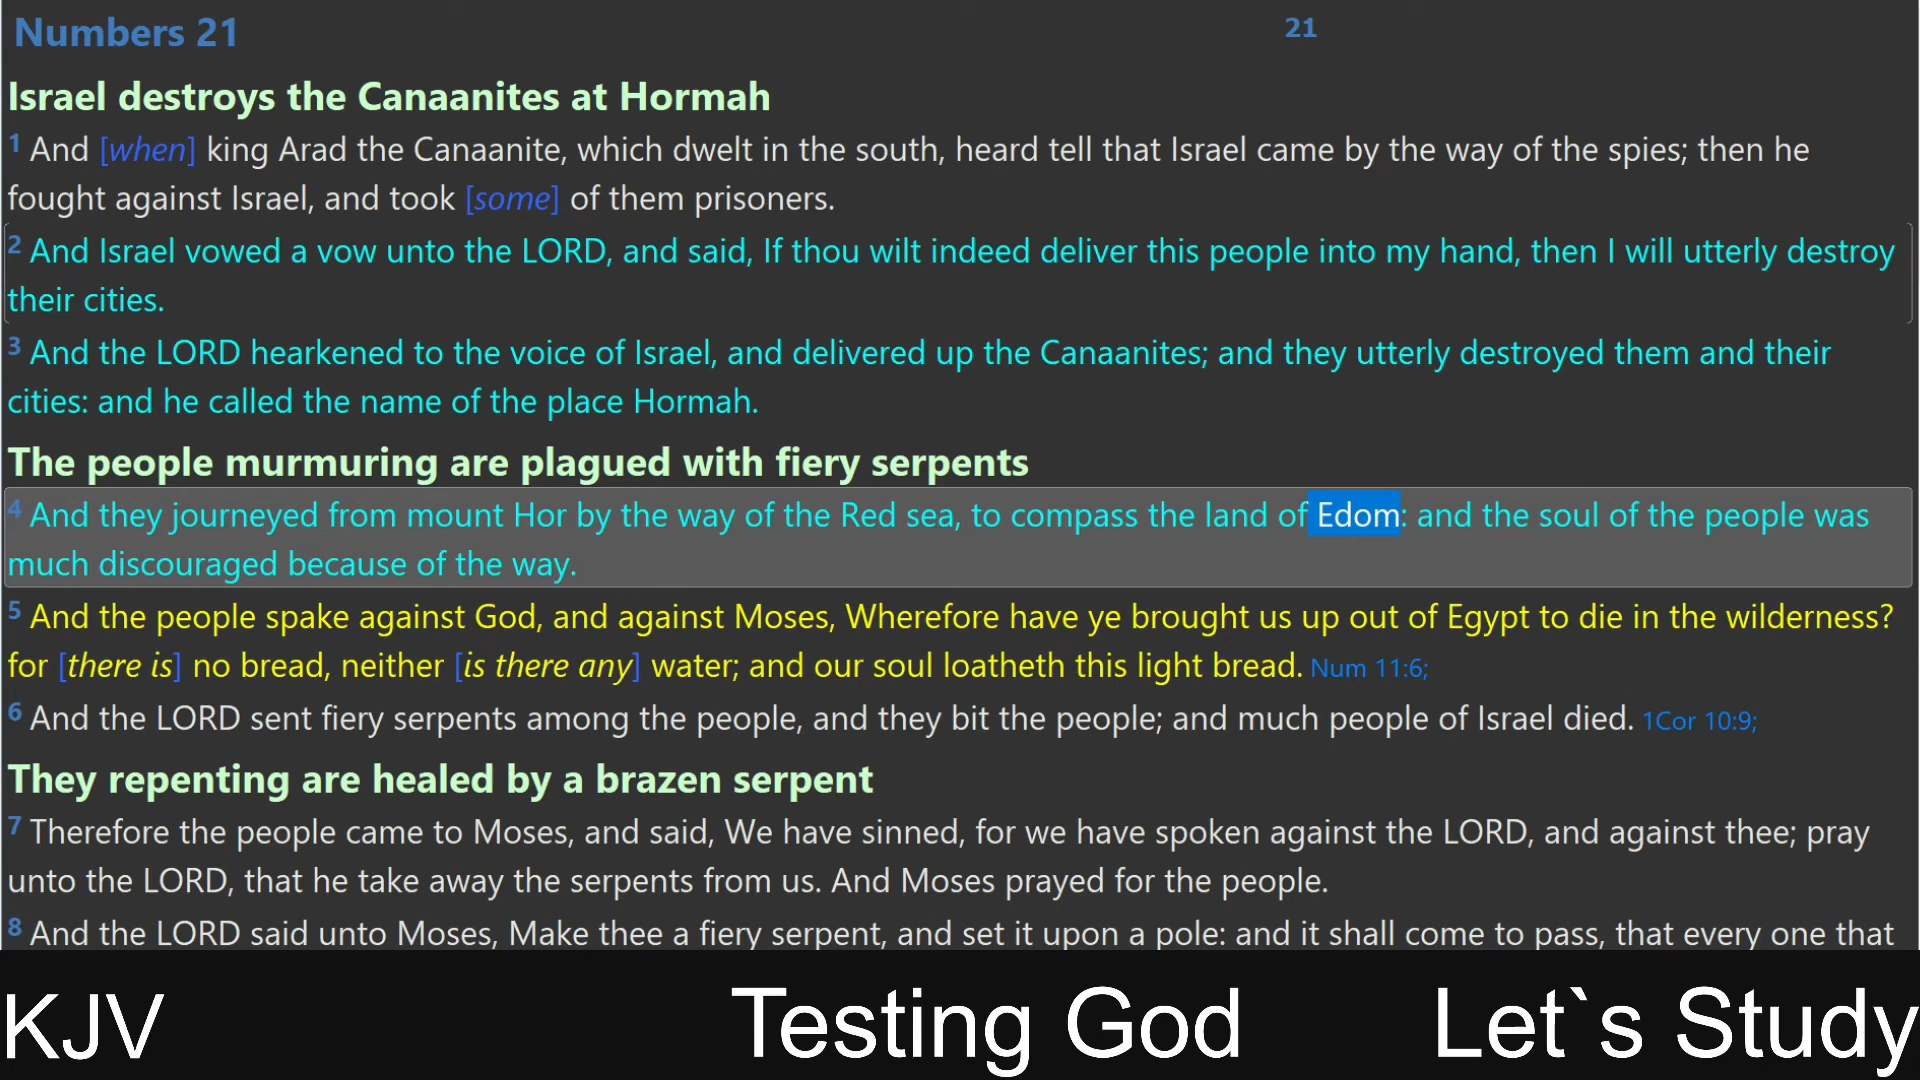 Numbers 21
21
Israel destroys the Canaanites at Hormah
1 And [when] king Arad the Canaanite, which dwelt in the south, heard tell that Israel came by the way of the spies; then he
fought against Israel, and took [some] of them prisoners.
2 And Israel vowed a vow unto the LORD, and said, If thou wilt indeed deliver this people into my hand, then I will utterly destroy
their cities.
3 And the LORD hearkened to the voice of Israel, and delivered up the Canaanites; and they utterly destroyed them and their
cities: and he called the name of the place Hormah.
The people murmuring are plagued with fiery serpents
4 And they journeyed from mount Hor by the way of the Red sea, to compass the land of Edom: and the soul of the people was
much discouraged because of the way.
5 And the people spake against God, and against Moses, Wherefore have ye brought us up out of Egypt to die in the wilderness?
for [there is] no bread, neither [is there any] water; and our soul loatheth this light bread. Num 11:6;
6 And the LORD sent fiery serpents among the people, and they bit the people; and much people of Israel died. 1Cor 10:9;
They repenting are healed by a brazen serpent
7 Therefore the people came to Moses, and said, We have sinned, for we have spoken against the LORD, and against thee; pray
unto the LORD, that he take away the serpents from us. And Moses prayed for the people.
8 And the LORD said unto Moses, Make thee a fiery serpent, and set it upon a pole: and it shall come to pass, that every one that
KJV Testing God Let`s Study